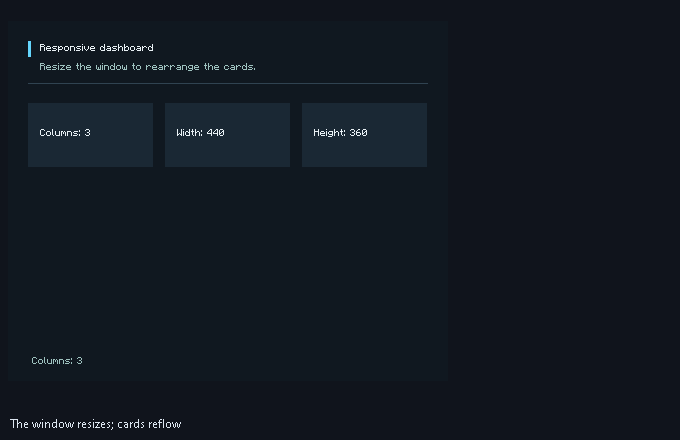 Responsive dashboard
Resize the window to rearrange the cards.
Columns: 3
Width: 440
Height: 360
Columns: 3
The window resizes; cards reflow